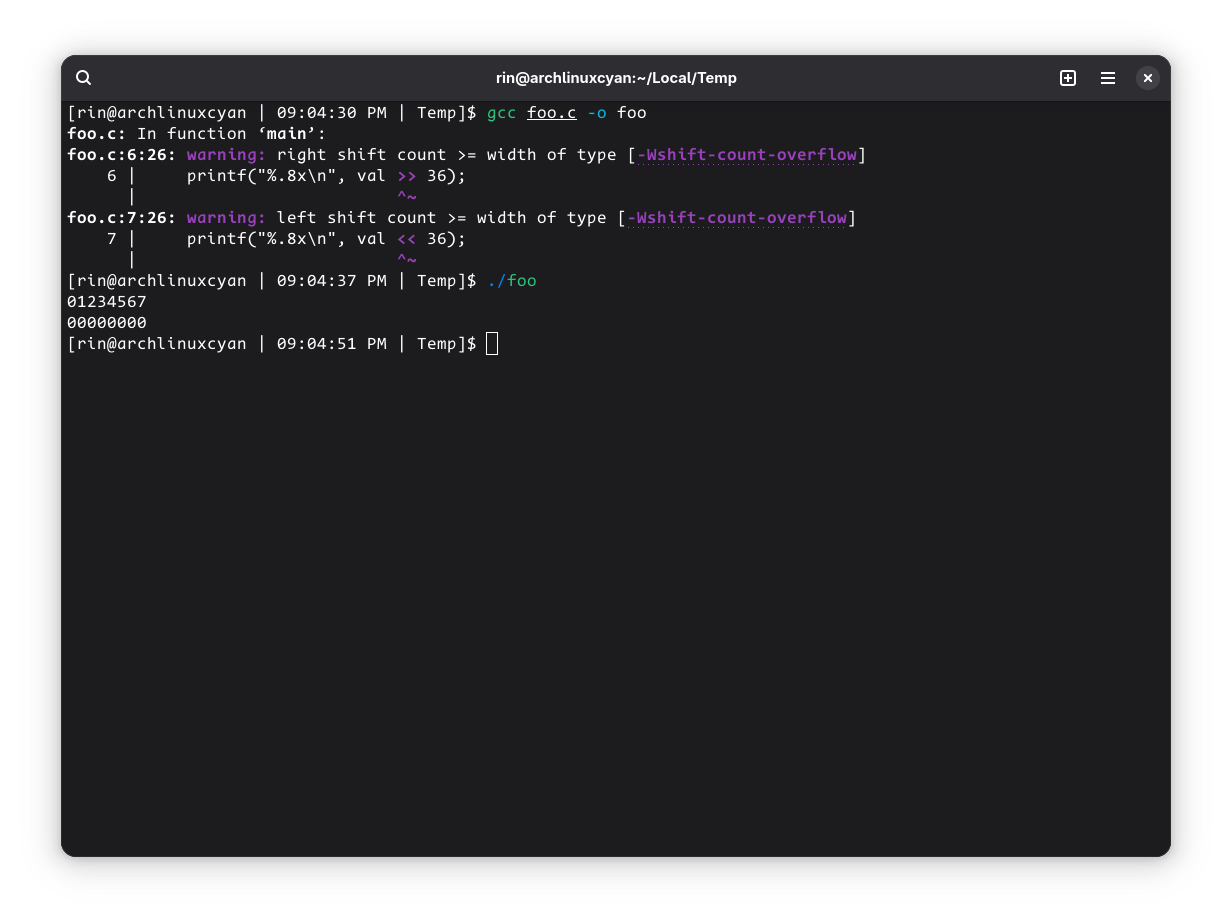 rin@archlinuxcyan:~/Local/Temp
[rin@archlinuxcyan | 09:04:30 PM | Temp]$ gcc foo.c -o foo
foo.c: In function ‘main’:
foo.c:6:26: warning: right shift count >= width of type [-Wshift-count-overflow]
    6 |     printf("%.8x\n", val >> 36);
      |                          ^~
foo.c:7:26: warning: left shift count >= width of type [-Wshift-count-overflow]
    7 |     printf("%.8x\n", val << 36);
      |                          ^~
[rin@archlinuxcyan | 09:04:37 PM | Temp]$ ./foo
01234567
00000000
[rin@archlinuxcyan | 09:04:51 PM | Temp]$